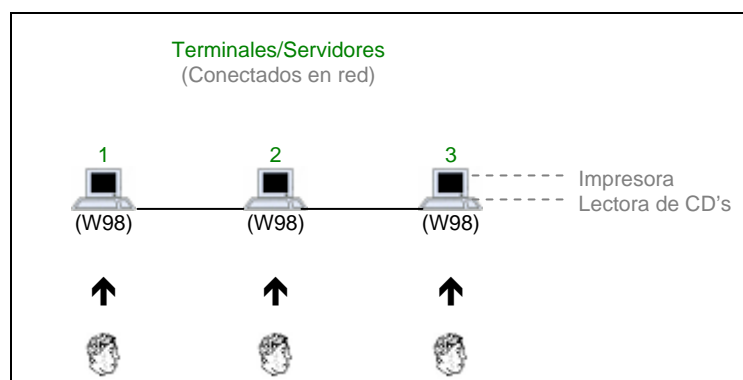 Terminales/Servidores
(Conectados en red)
1 2 3
Impresora
Lectora de CD's
(W98) (W98) (W98)